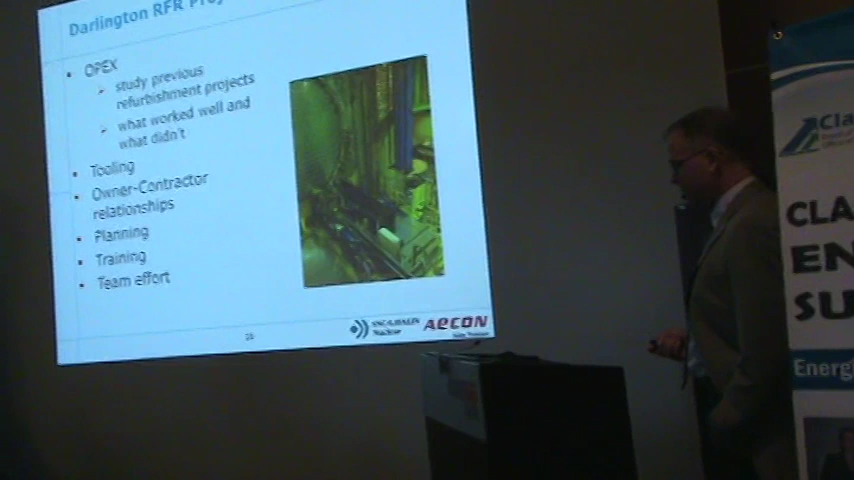 Darlington RFR
• OPEX
➤ study previous
refurbishment projects
➤ what worked well and
what didn't
• Tooling
• Owner-Contractor
relationships
• Planning
• Training
• Team effort
SNC·LAVALIN
Nuclear
AECON
Cla
CLA
EN
SU
Energ